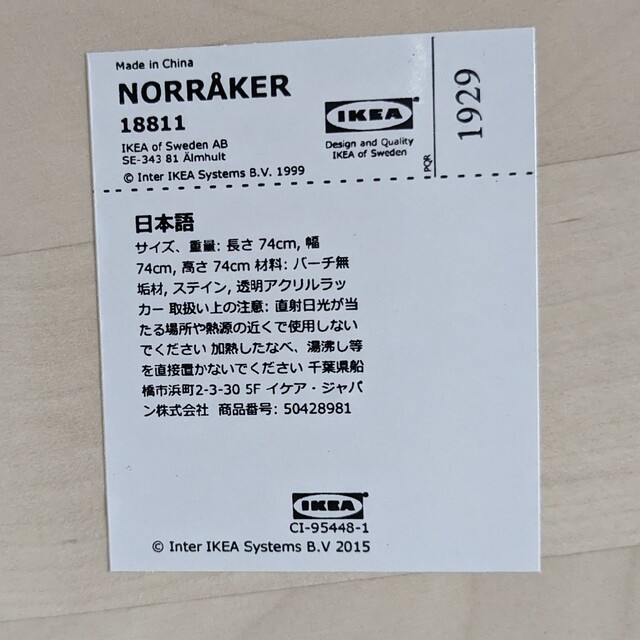 Made in China
NORRÅKER
18811
IKEA of Sweden AB
SE-343 81 Älmhult
© Inter IKEA Systems B.V. 1999
IKEA®
Design and Quality
IKEA of Sweden
PQR
1929
日本語
サイズ、重量: 長さ 74cm, 幅
74cm, 高さ 74cm 材料: バーチ無
垢材, ステイン, 透明アクリルラッ
カー 取扱い上の注意: 直射日光が当
たる場所や熱源の近くで使用しない
でください 加熱したなべ、湯沸し等
を直接置かないでください 千葉県船
橋市浜町2-3-30 5F イケア・ジャパ
ン株式会社 商品番号: 50428981
IKEA®
CI-95448-1
© Inter IKEA Systems B.V 2015